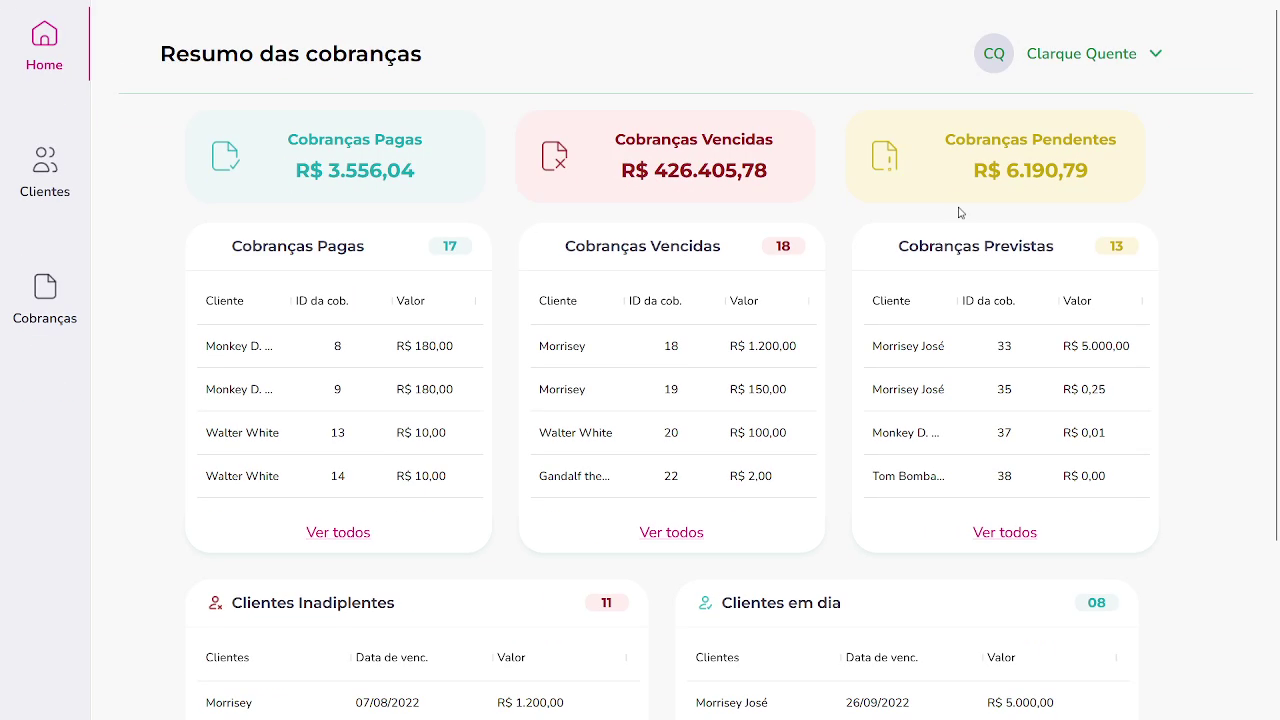 Home
Clientes
Cobranças
Resumo das cobranças
CQ Clarque Quente
Cobranças Pagas
R$ 3.556,04
Cobranças Vencidas
R$ 426.405,78
Cobranças Pendentes
R$ 6.190,79
Cobranças Pagas 17
Cliente ID da cob. Valor
Monkey D. ... 8 R$ 180,00
Monkey D. ... 9 R$ 180,00
Walter White 13 R$ 10,00
Walter White 14 R$ 10,00
Ver todos
Cobranças Vencidas 18
Cliente ID da cob. Valor
Morrisey 18 R$ 1.200,00
Morrisey 19 R$ 150,00
Walter White 20 R$ 100,00
Gandalf the... 22 R$ 2,00
Ver todos
Cobranças Previstas 13
Cliente ID da cob. Valor
Morrisey José 33 R$ 5.000,00
Morrisey José 35 R$ 0,25
Monkey D. ... 37 R$ 0,01
Tom Bomba... 38 R$ 0,00
Ver todos
Clientes Inadiplentes 11
Clientes Data de venc. Valor
Morrisey 07/08/2022 R$ 1.200,00
Clientes em dia 08
Clientes Data de venc. Valor
Morrisey José 26/09/2022 R$ 5.000,00